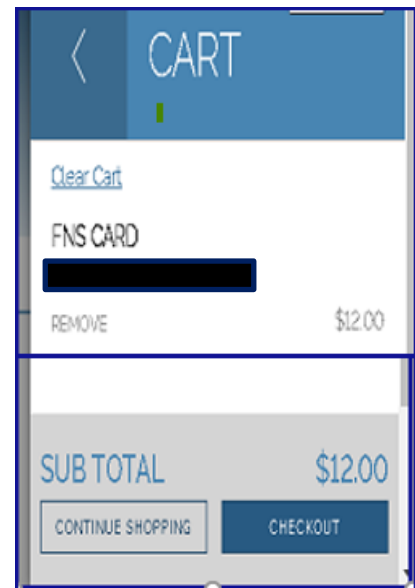 CART
Clear Cart
FNS CARD
REMOVE $12.00
SUB TOTAL $12.00
CONTINUE SHOPPING CHECKOUT